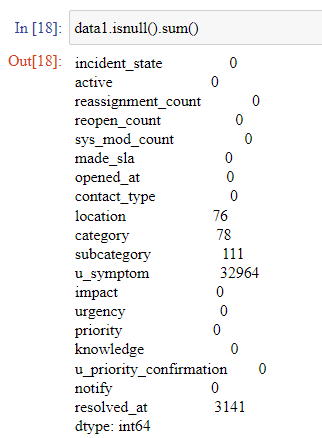 In [18]: data1.isnull().sum()
Out[18]: incident_state 0
active 0
reassignment_count 0
reopen_count 0
sys_mod_count 0
made_sla 0
opened_at 0
contact_type 0
location 76
category 78
subcategory 111
u_symptom 32964
impact 0
urgency 0
priority 0
knowledge 0
u_priority_confirmation 0
notify 0
resolved_at 3141
dtype: int64